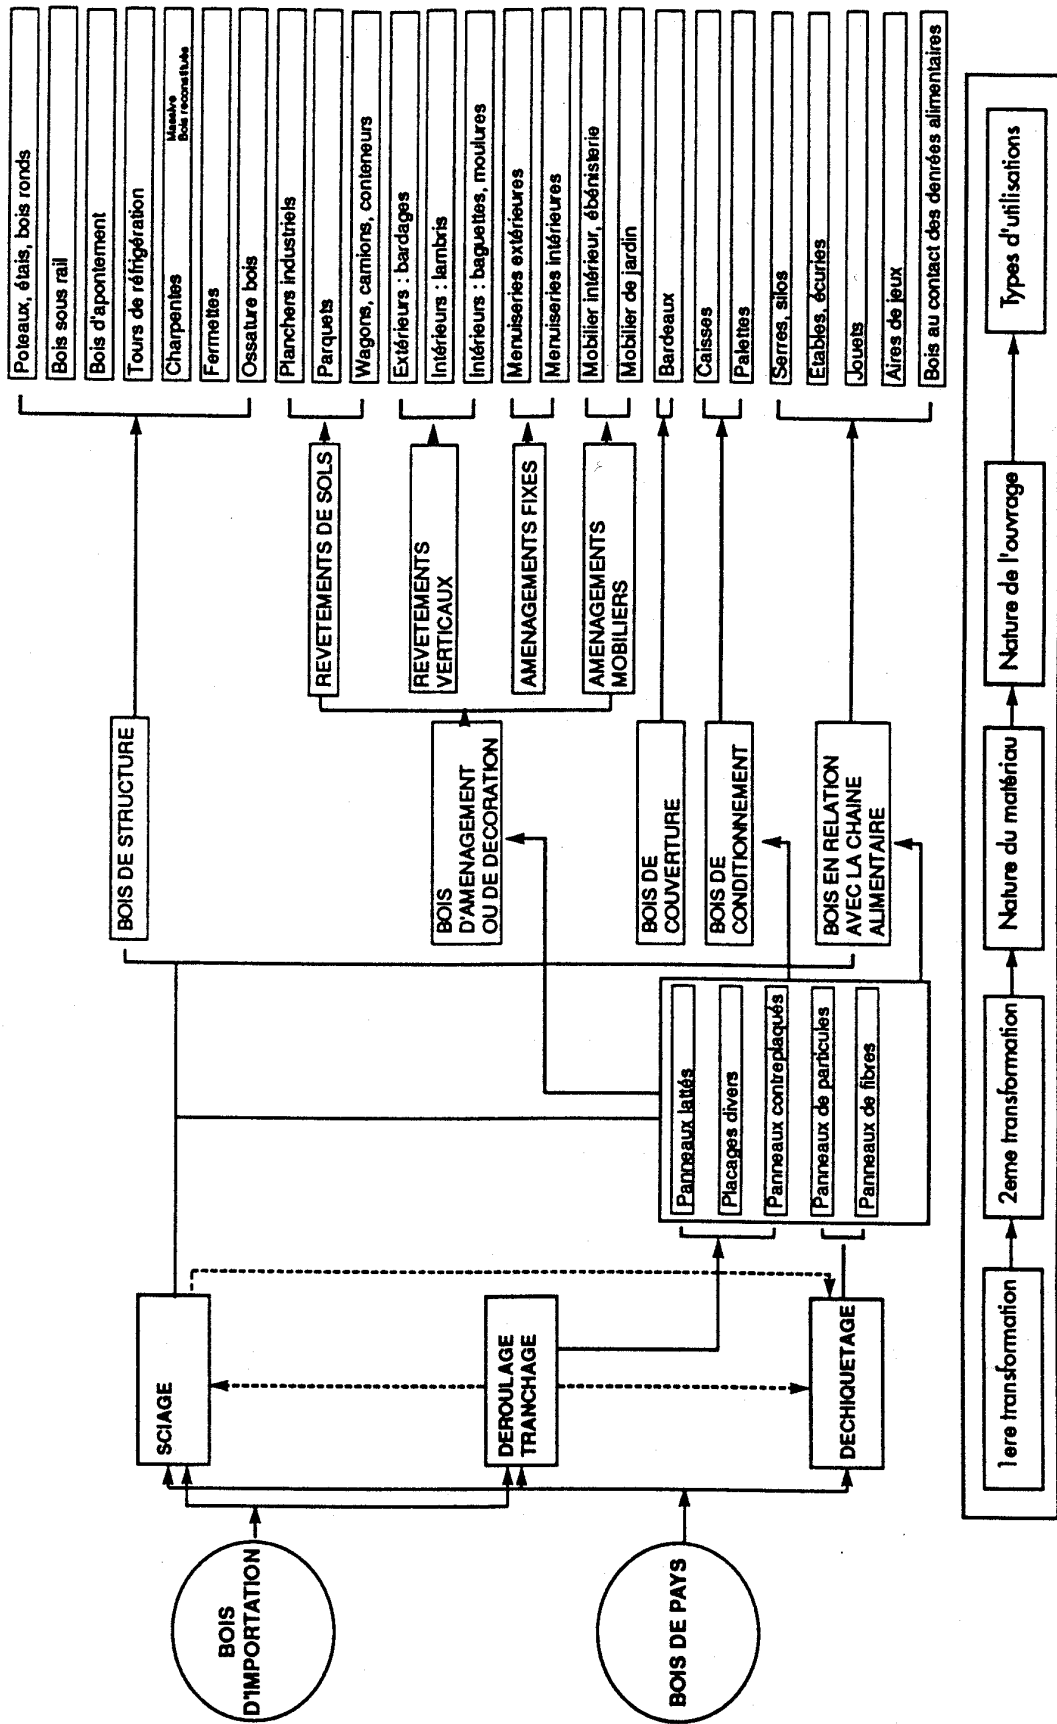 BOIS
D'IMPORTATION
BOIS DE PAYS
SCIAGE
DEROULAGE
TRANCHAGE
DECHIQUETAGE
Panneaux lattés
Placages divers
Panneaux contreplaqués
Panneaux de particules
Panneaux de fibres
BOIS DE STRUCTURE
BOIS
D'AMENAGEMENT
OU DE DECORATION
BOIS DE
COUVERTURE
BOIS DE
CONDITIONNEMENT
BOIS EN RELATION
AVEC LA CHAINE
ALIMENTAIRE
REVETEMENTS DE SOLS
REVETEMENTS
VERTICAUX
AMENAGEMENTS FIXES
AMENAGEMENTS
MOBILIERS
Poteaux, étais, bois ronds
Bois sous rail
Bois d'apontement
Tours de réfrigération
Charpentes
Massive
Bois reconstitués
Fermettes
Ossature bois
Planchers industriels
Parquets
Wagons, camions, conteneurs
Extérieurs : bardages
Intérieurs : lambris
Intérieurs : baguettes, moulures
Menuiseries extérieures
Menuiseries intérieures
Mobilier intérieur, ébénisterie
Mobilier de jardin
Bardeaux
Caisses
Palettes
Serres, silos
Etables, écuries
Jouets
Aires de jeux
Bois au contact des denrées alimentaires
1ere transformation
2eme transformation
Nature du matériau
Nature de l'ouvrage
Types d'utilisations